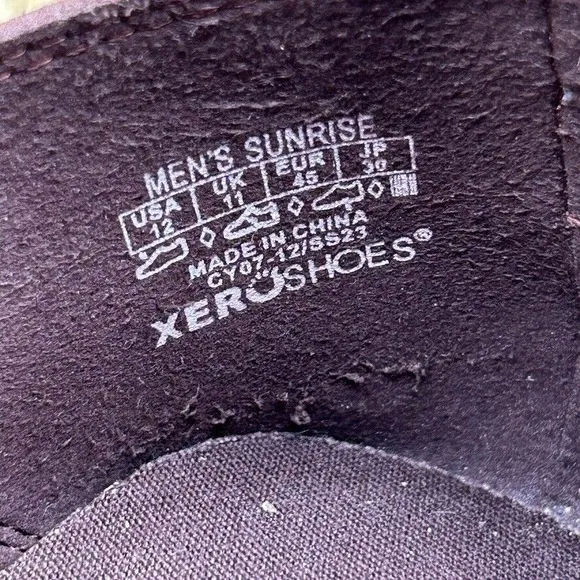 MEN'S SUNRISE
USA UK EUR JP
12 11 45 30
MADE IN CHINA
CY07-12/SS23
XEROSHOES®